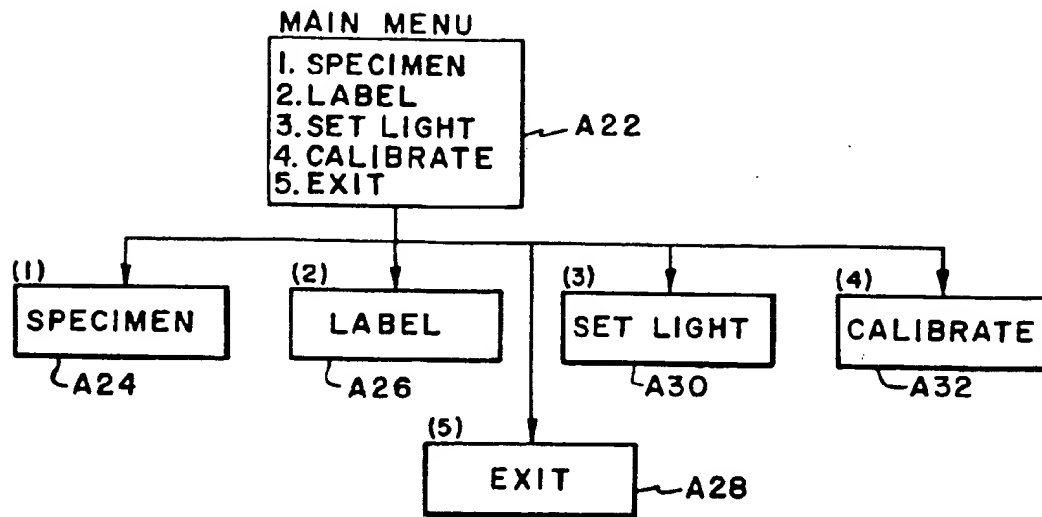 MAIN MENU
1. SPECIMEN
2. LABEL
3. SET LIGHT
4. CALIBRATE
5. EXIT
A22
(1)
SPECIMEN
A24
(2)
LABEL
A26
(3)
SET LIGHT
A30
(4)
CALIBRATE
A32
(5)
EXIT
A28